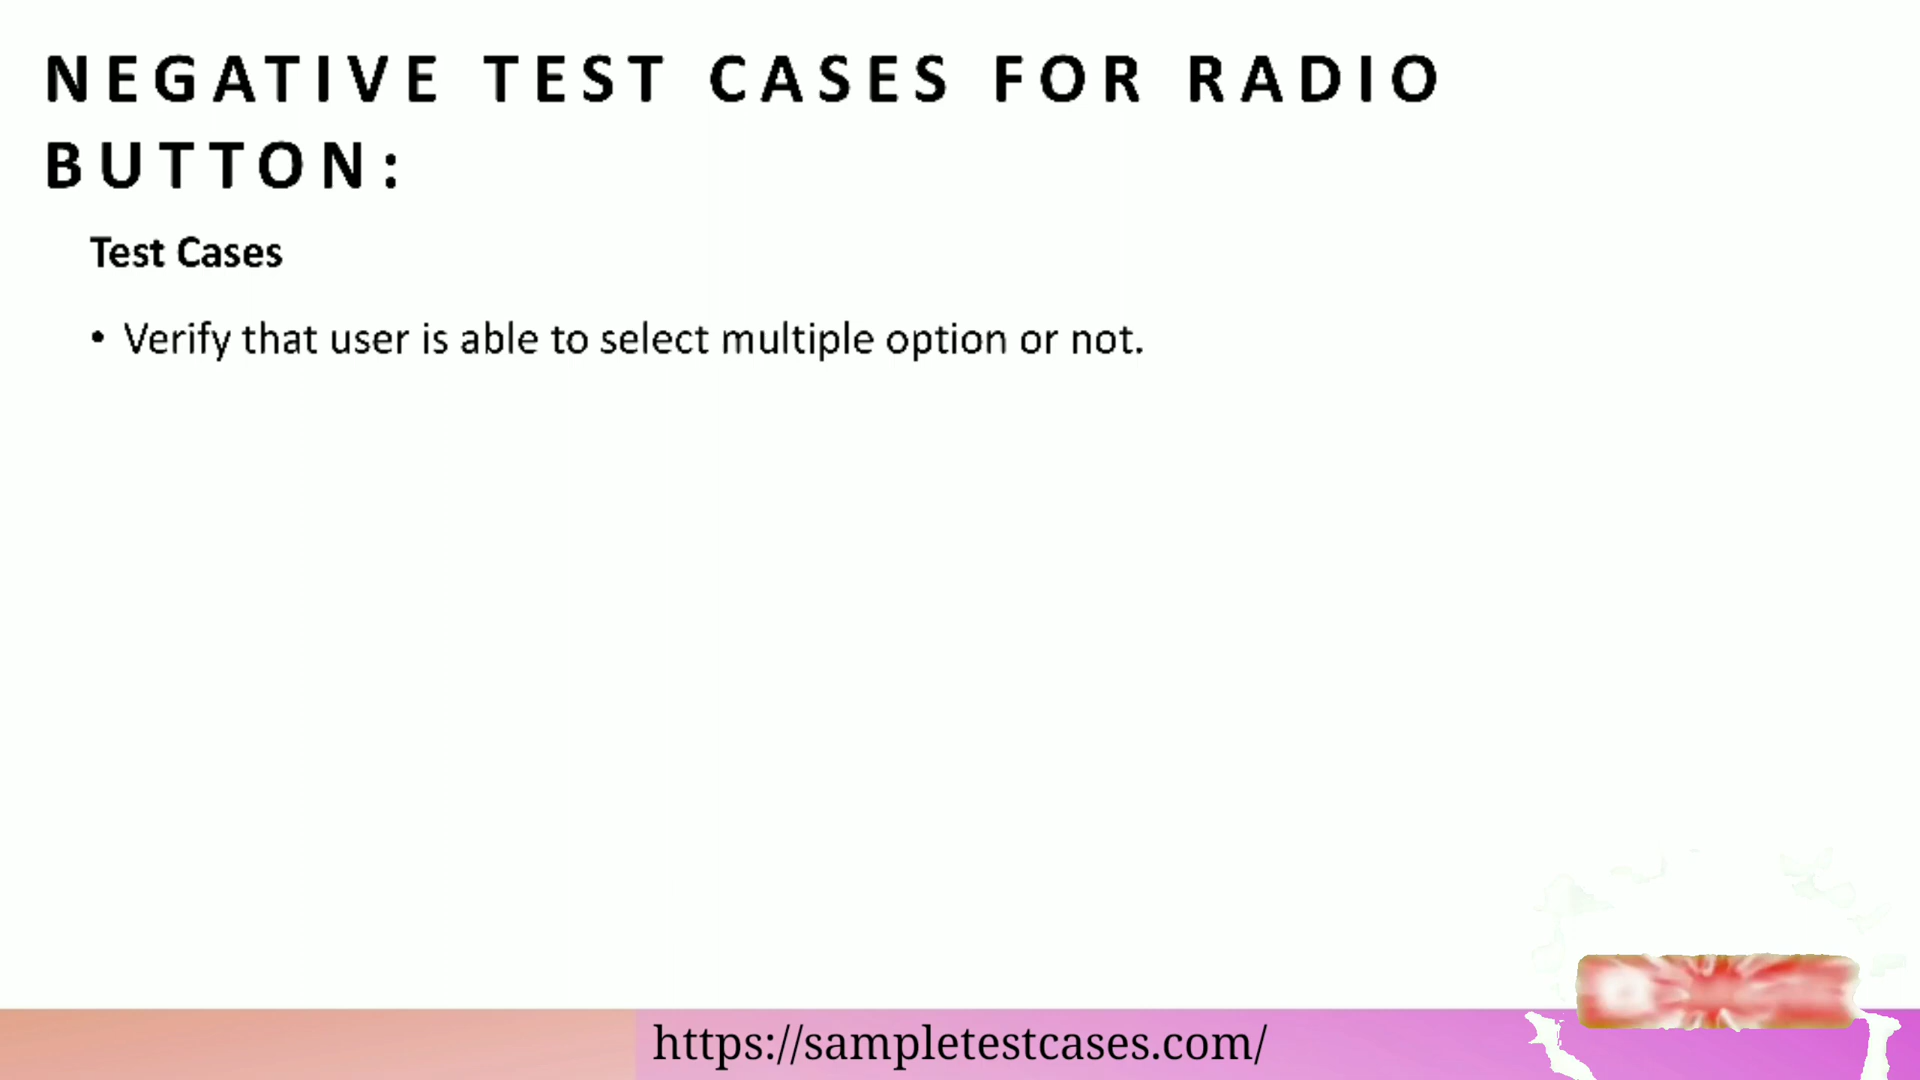 NEGATIVE TEST CASES FOR RADIO
BUTTON:
Test Cases
• Verify that user is able to select multiple option or not.
https://sampletestcases.com/